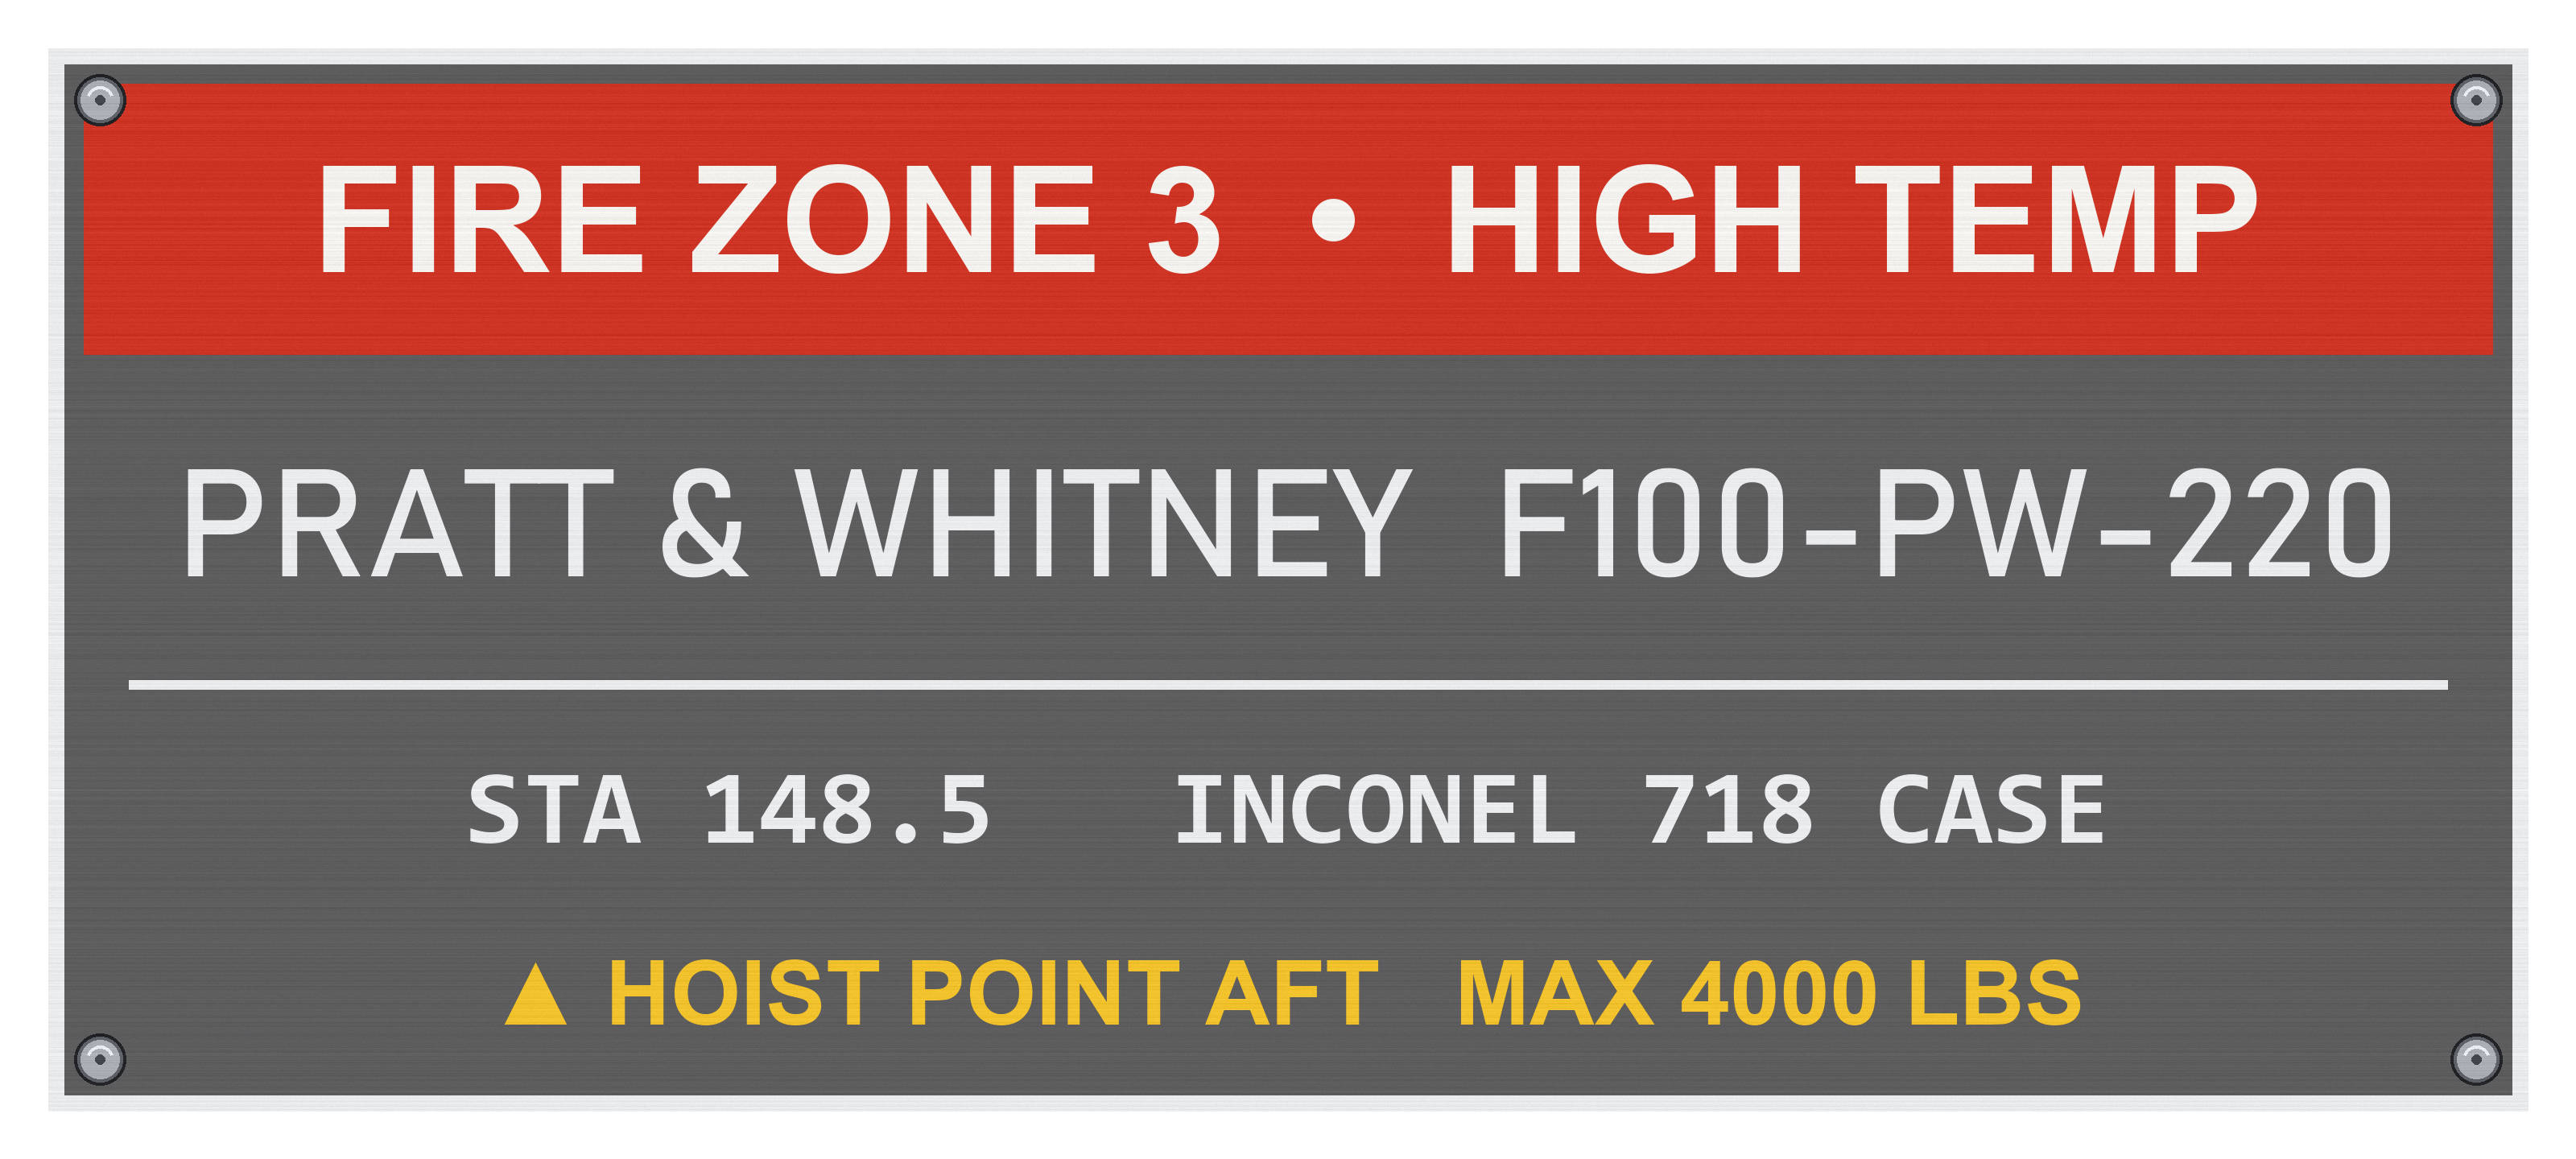 FIRE ZONE 3 • HIGH TEMP
PRATT & WHITNEY F100-PW-220
STA 148.5 INCONEL 718 CASE
▲ HOIST POINT AFT MAX 4000 LBS